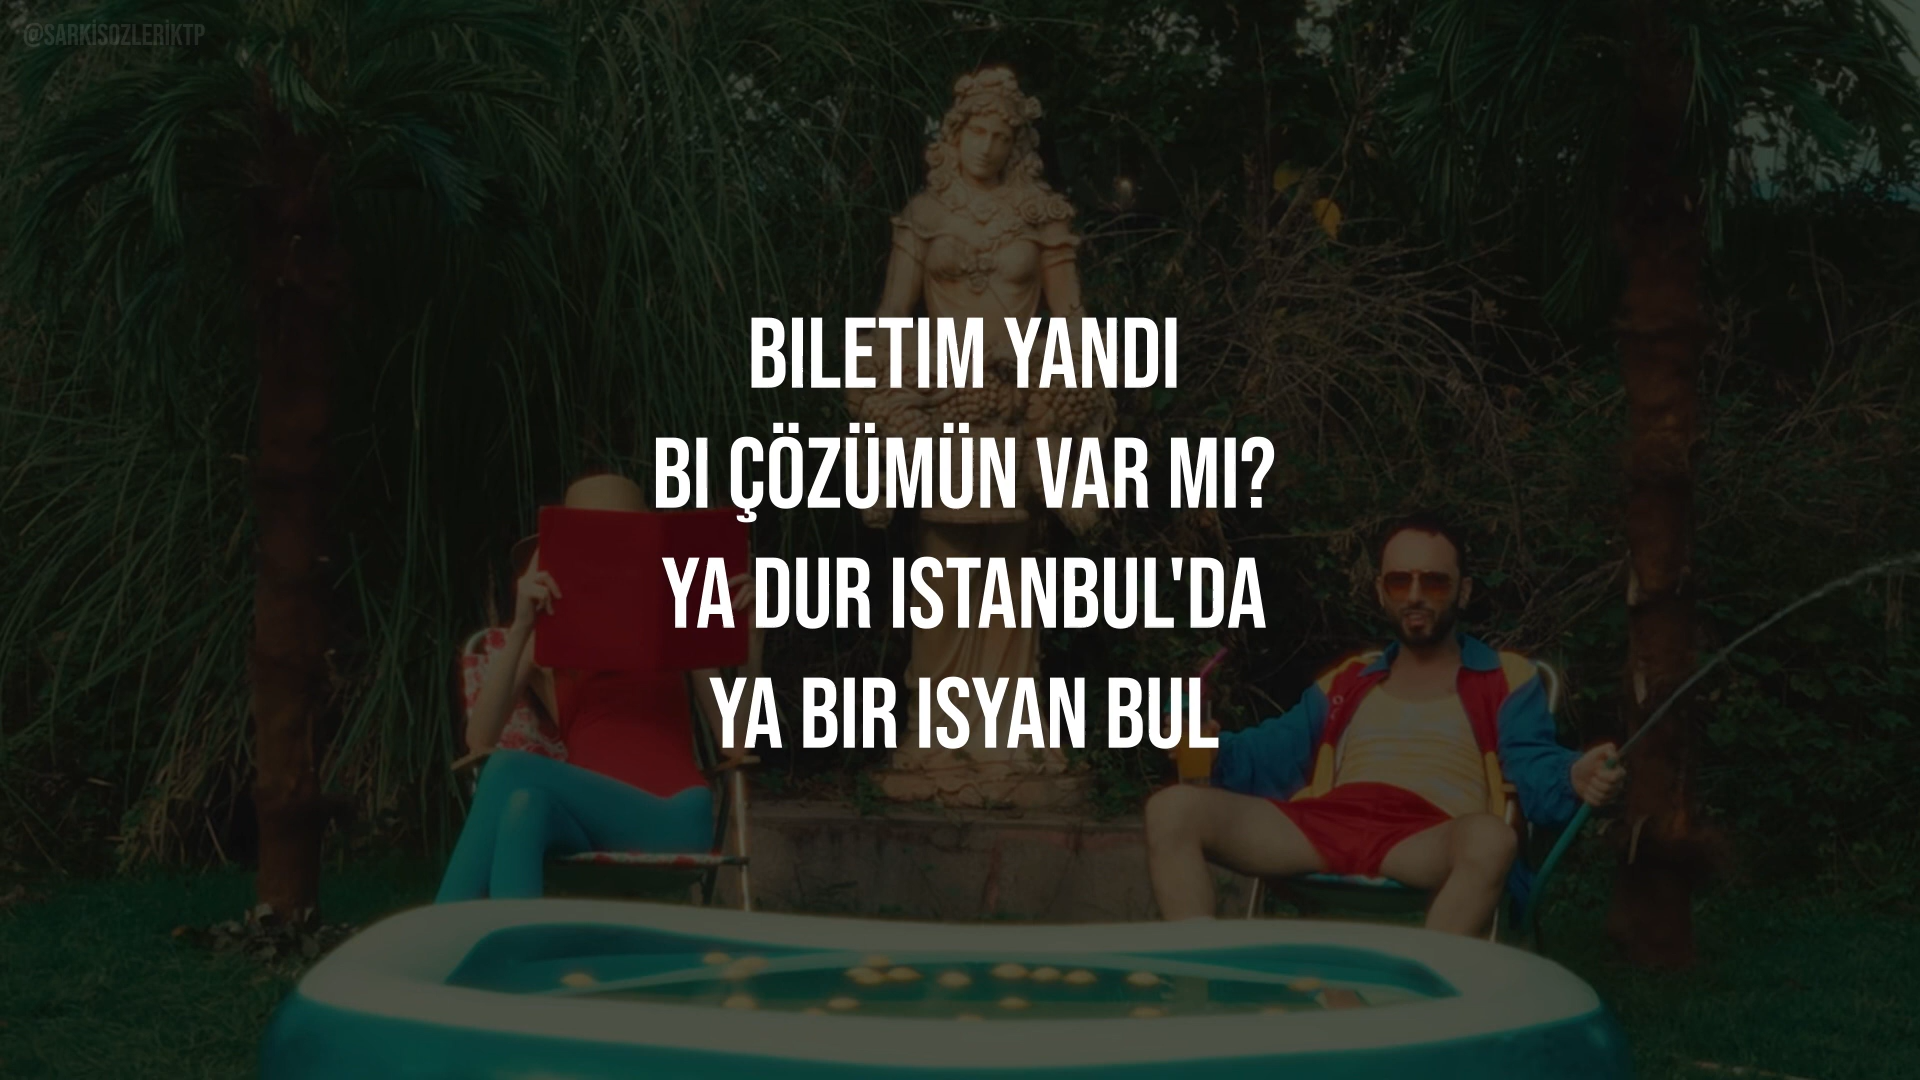 @SARKİSOZLERİKTP
BILETIM YANDI
BI ÇÖZÜMÜN VAR MI?
YA DUR ISTANBUL'DA
YA BIR ISYAN BUL